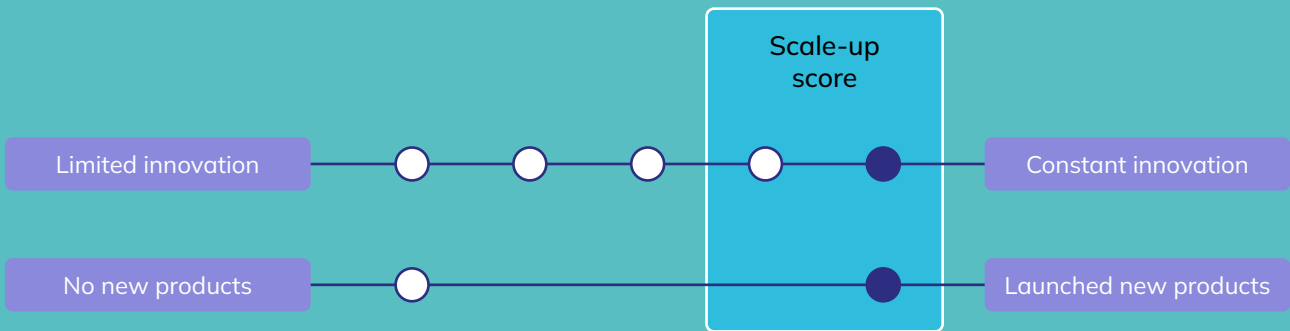 Scale-up
score
Limited innovation
Constant innovation
No new products
Launched new products